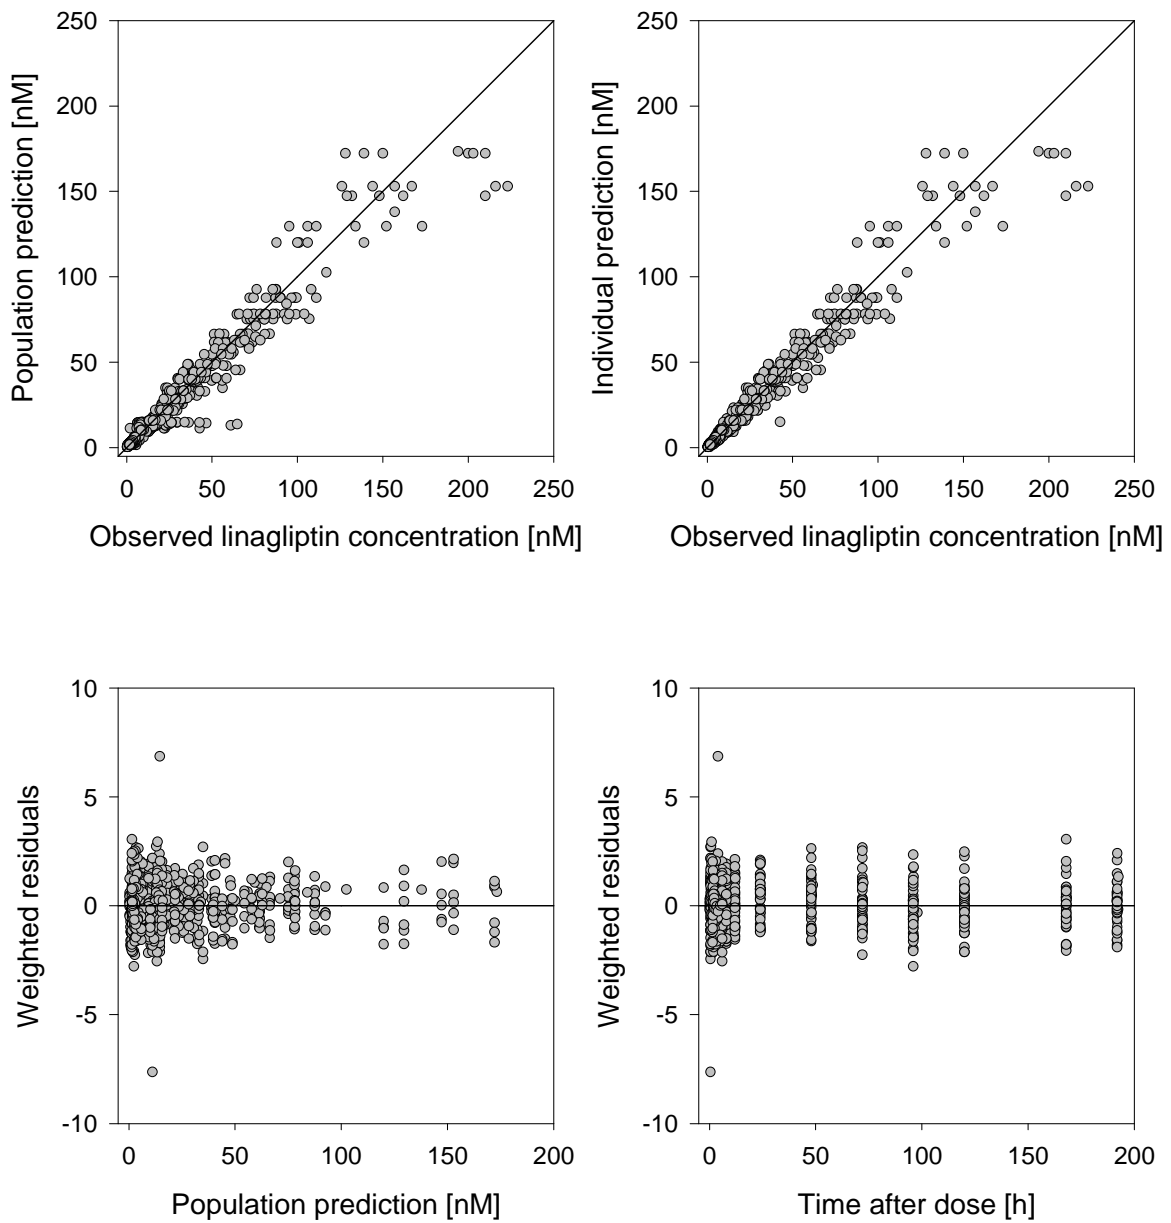 250
200
150
100
50
0
Population prediction [nM]
0 50 100 150 200 250
Observed linagliptin concentration [nM]
250
200
150
100
50
0
Individual prediction [nM]
0 50 100 150 200 250
Observed linagliptin concentration [nM]
10
5
0
-5
-10
Weighted residuals
0 50 100 150 200
Population prediction [nM]
10
5
0
-5
-10
Weighted residuals
0 50 100 150 200
Time after dose [h]